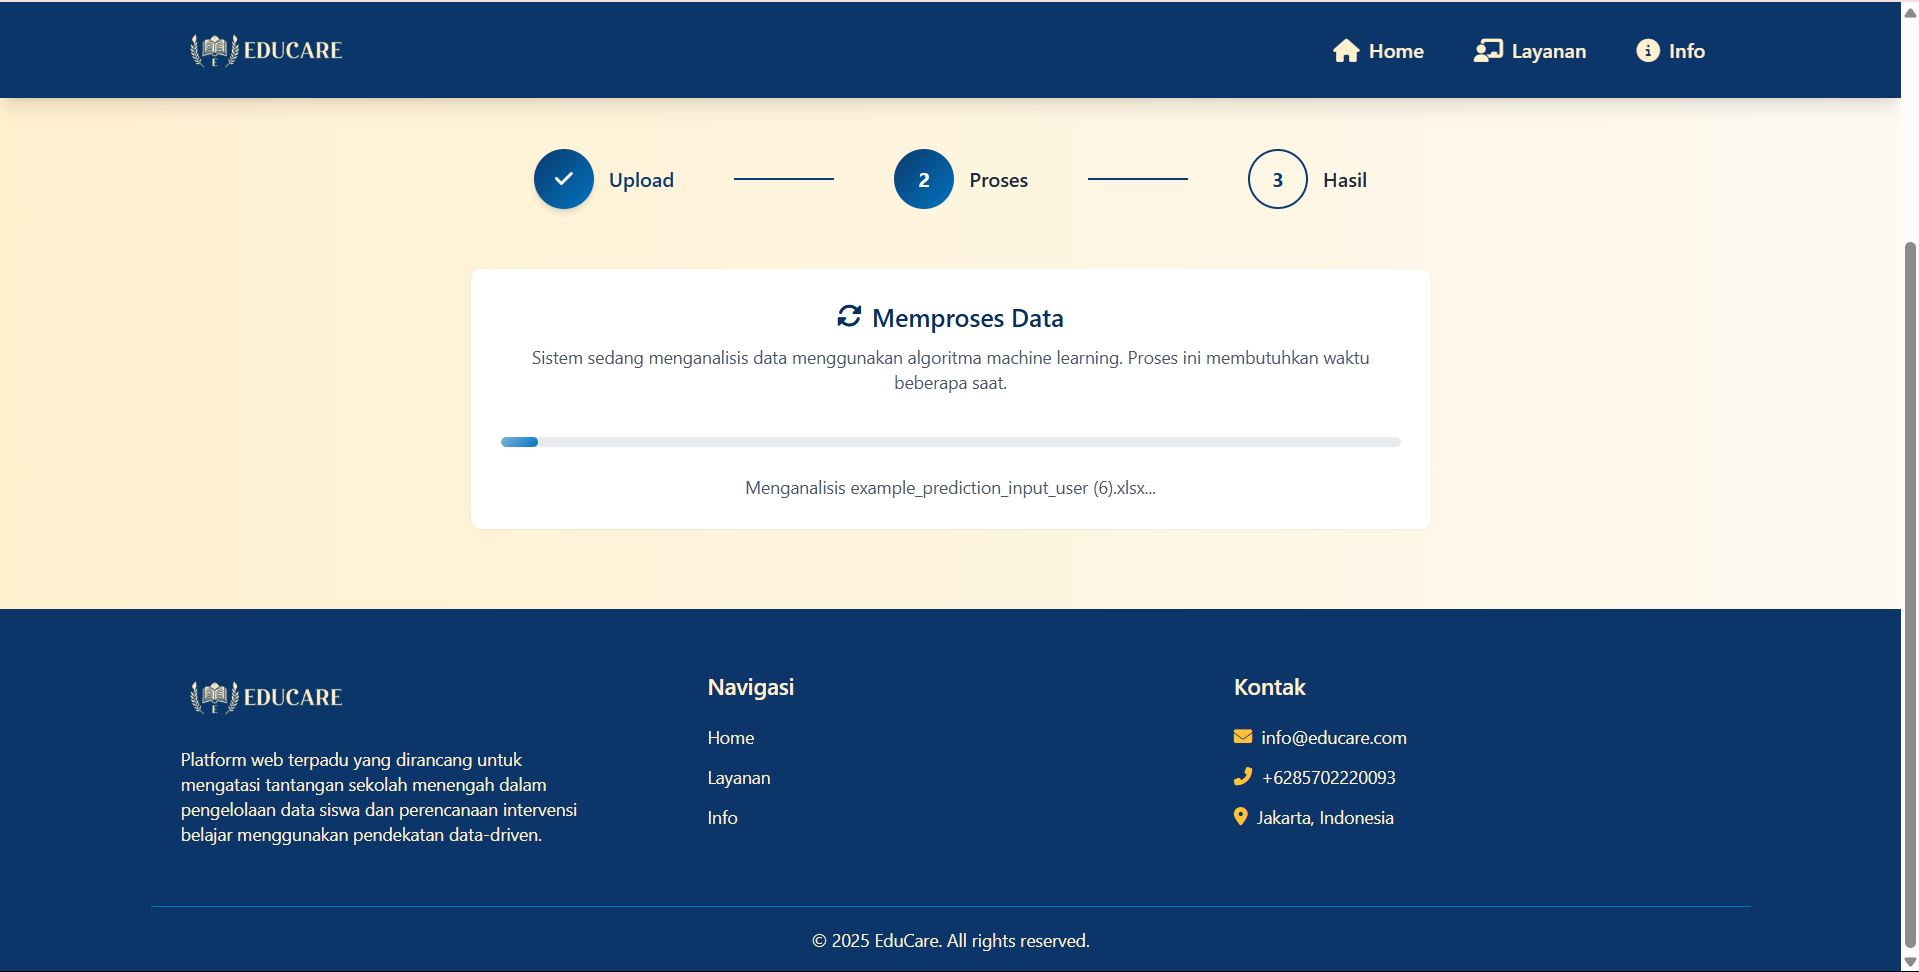 EDUCARE
E
Home
Layanan
Info
Upload
2
Proses
3
Hasil
Memproses Data
Sistem sedang menganalisis data menggunakan algoritma machine learning. Proses ini membutuhkan waktu
beberapa saat.
Menganalisis example_prediction_input_user (6).xlsx...
EDUCARE
E
Platform web terpadu yang dirancang untuk
mengatasi tantangan sekolah menengah dalam
pengelolaan data siswa dan perencanaan intervensi
belajar menggunakan pendekatan data-driven.
Navigasi
Home
Layanan
Info
Kontak
info@educare.com
+6285702220093
Jakarta, Indonesia
© 2025 EduCare. All rights reserved.